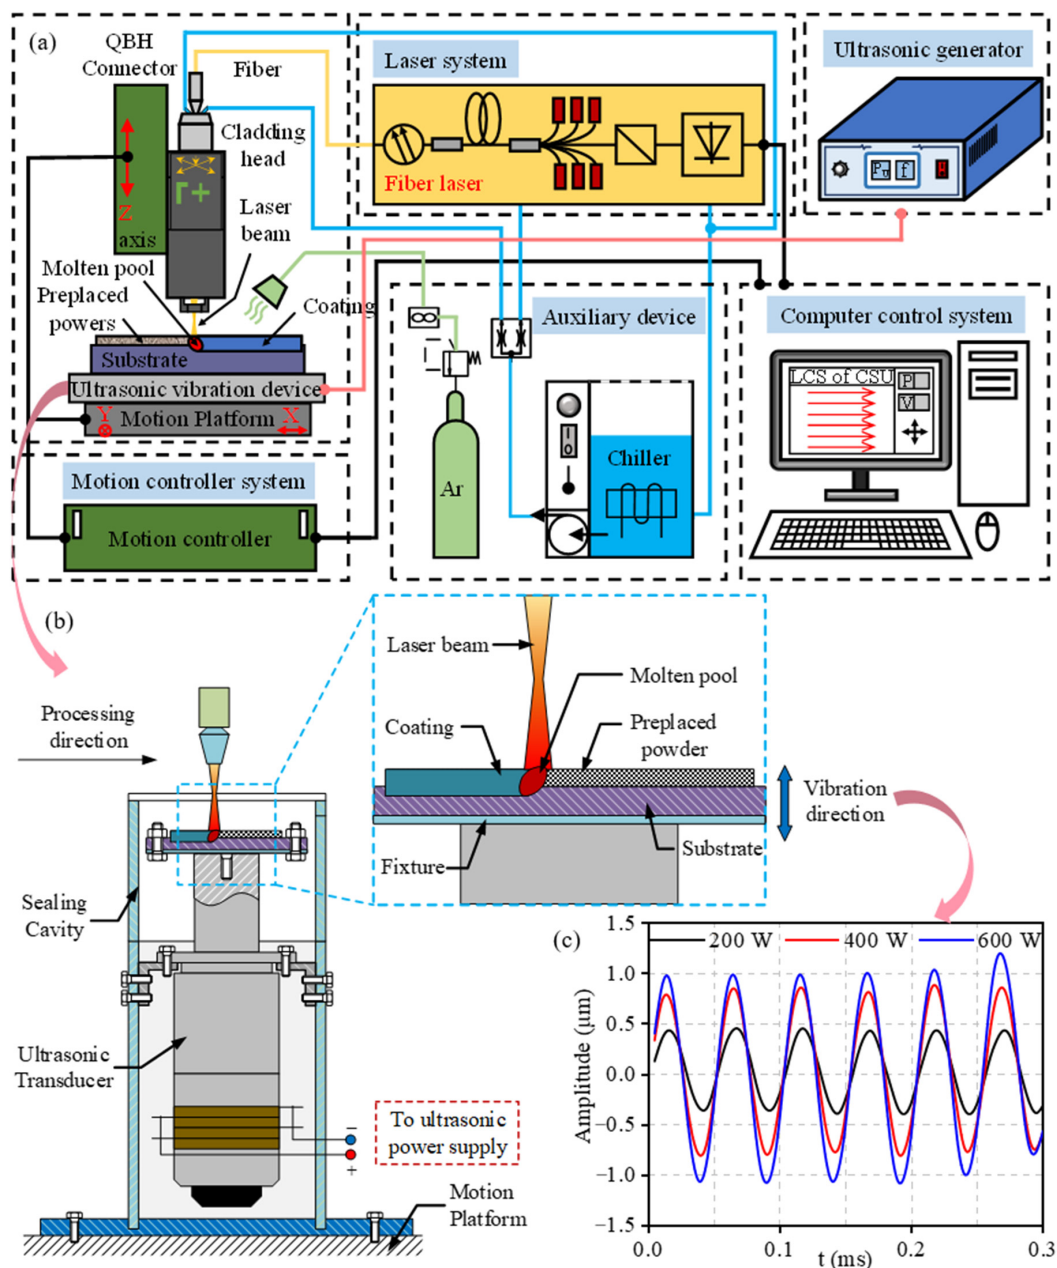 (a)
QBH
Connector
Fiber
Cladding
head
Z
axis
Laser
beam
Molten pool
Preplaced
powers
Coating
Substrate
Ultrasonic vibration device
Y
Motion Platform
X
Laser system
Fiber laser
Ultrasonic generator
P
f
Motion controller system
Motion controller
Auxiliary device
Ar
Chiller
Computer control system
LCS of CSU
P
V
(b)
Processing
direction
Laser beam
Molten pool
Coating
Preplaced
powder
Vibration
direction
Fixture
Substrate
Sealing
Cavity
Ultrasonic
Transducer
To ultrasonic
power supply
−
+
Motion
Platform
(c)
200 W
400 W
600 W
Amplitude (μm)
1.5
1.0
0.5
0.0
-0.5
-1.0
-1.5
0.0
0.1
0.2
0.3
t (ms)